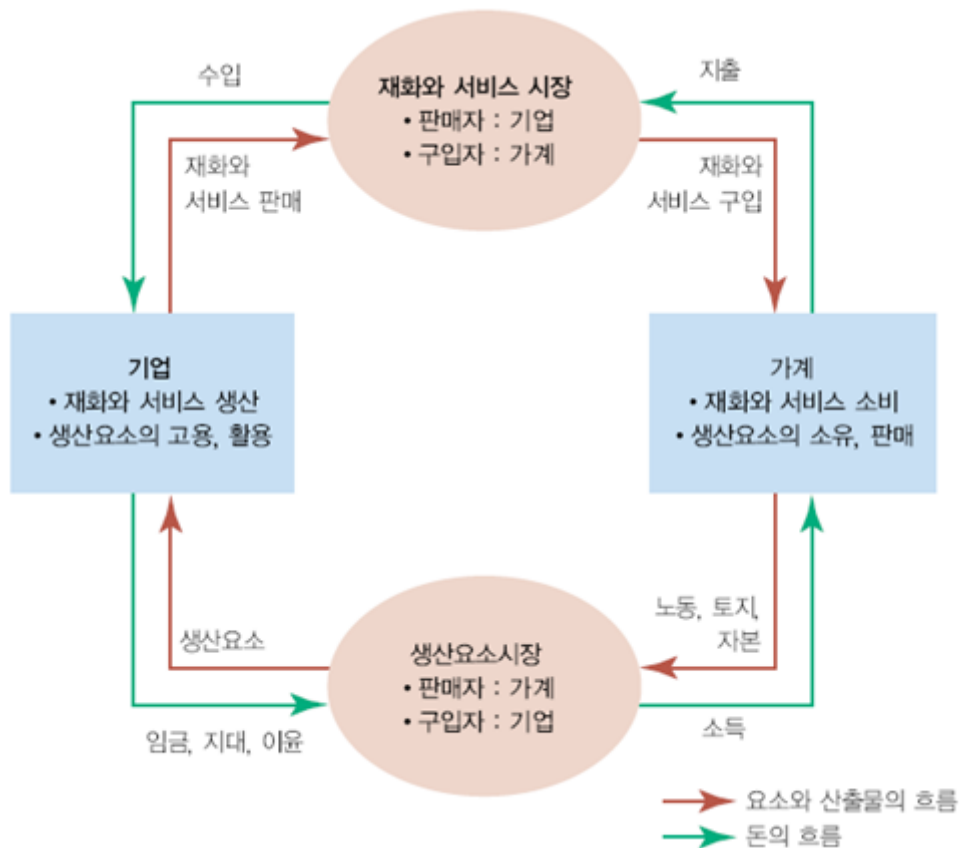 수입
재화와 서비스 시장
• 판매자 : 기업
• 구입자 : 가계
지출
재화와
서비스 판매
재화와
서비스 구입
기업
• 재화와 서비스 생산
• 생산요소의 고용, 활용
가계
• 재화와 서비스 소비
• 생산요소의 소유, 판매
생산요소
생산요소시장
• 판매자 : 가계
• 구입자 : 기업
노동, 토지,
자본
임금, 지대, 이윤
소득
요소와 산출물의 흐름
돈의 흐름